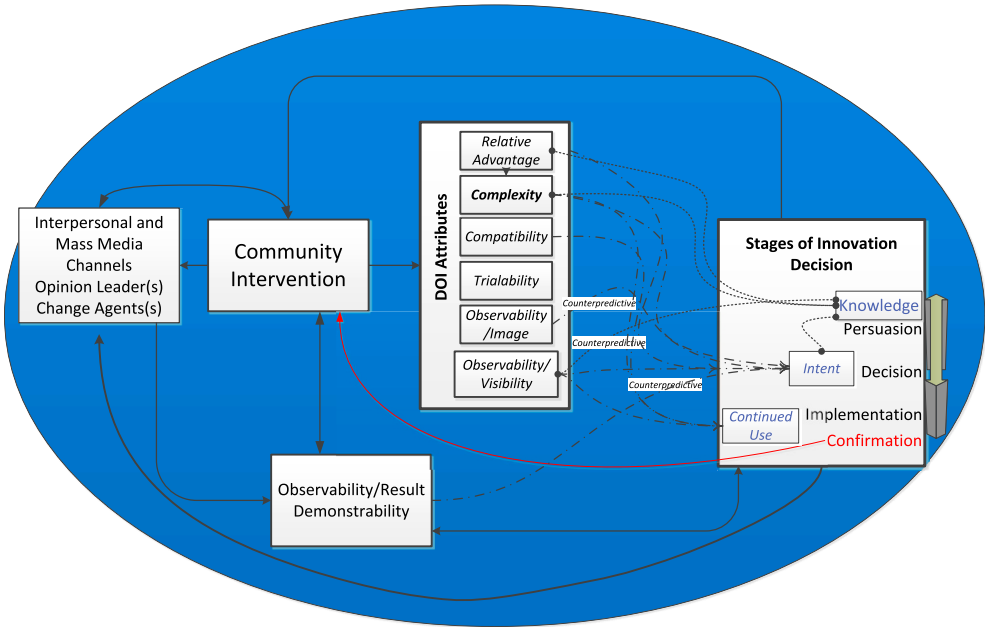 Interpersonal and
Mass Media
Channels
Opinion Leader(s)
Change Agents(s)
Community
Intervention
DOI Attributes
Relative
Advantage
Complexity
Compatibility
Trialability
Observability
/Image
Observability/
Visibility
Counterpredictive
Counterpredictive
Counterpredictive
Stages of Innovation
Decision
Knowledge
Persuasion
Intent
Decision
Implementation
Continued
Use
Confirmation
Observability/Result
Demonstrability